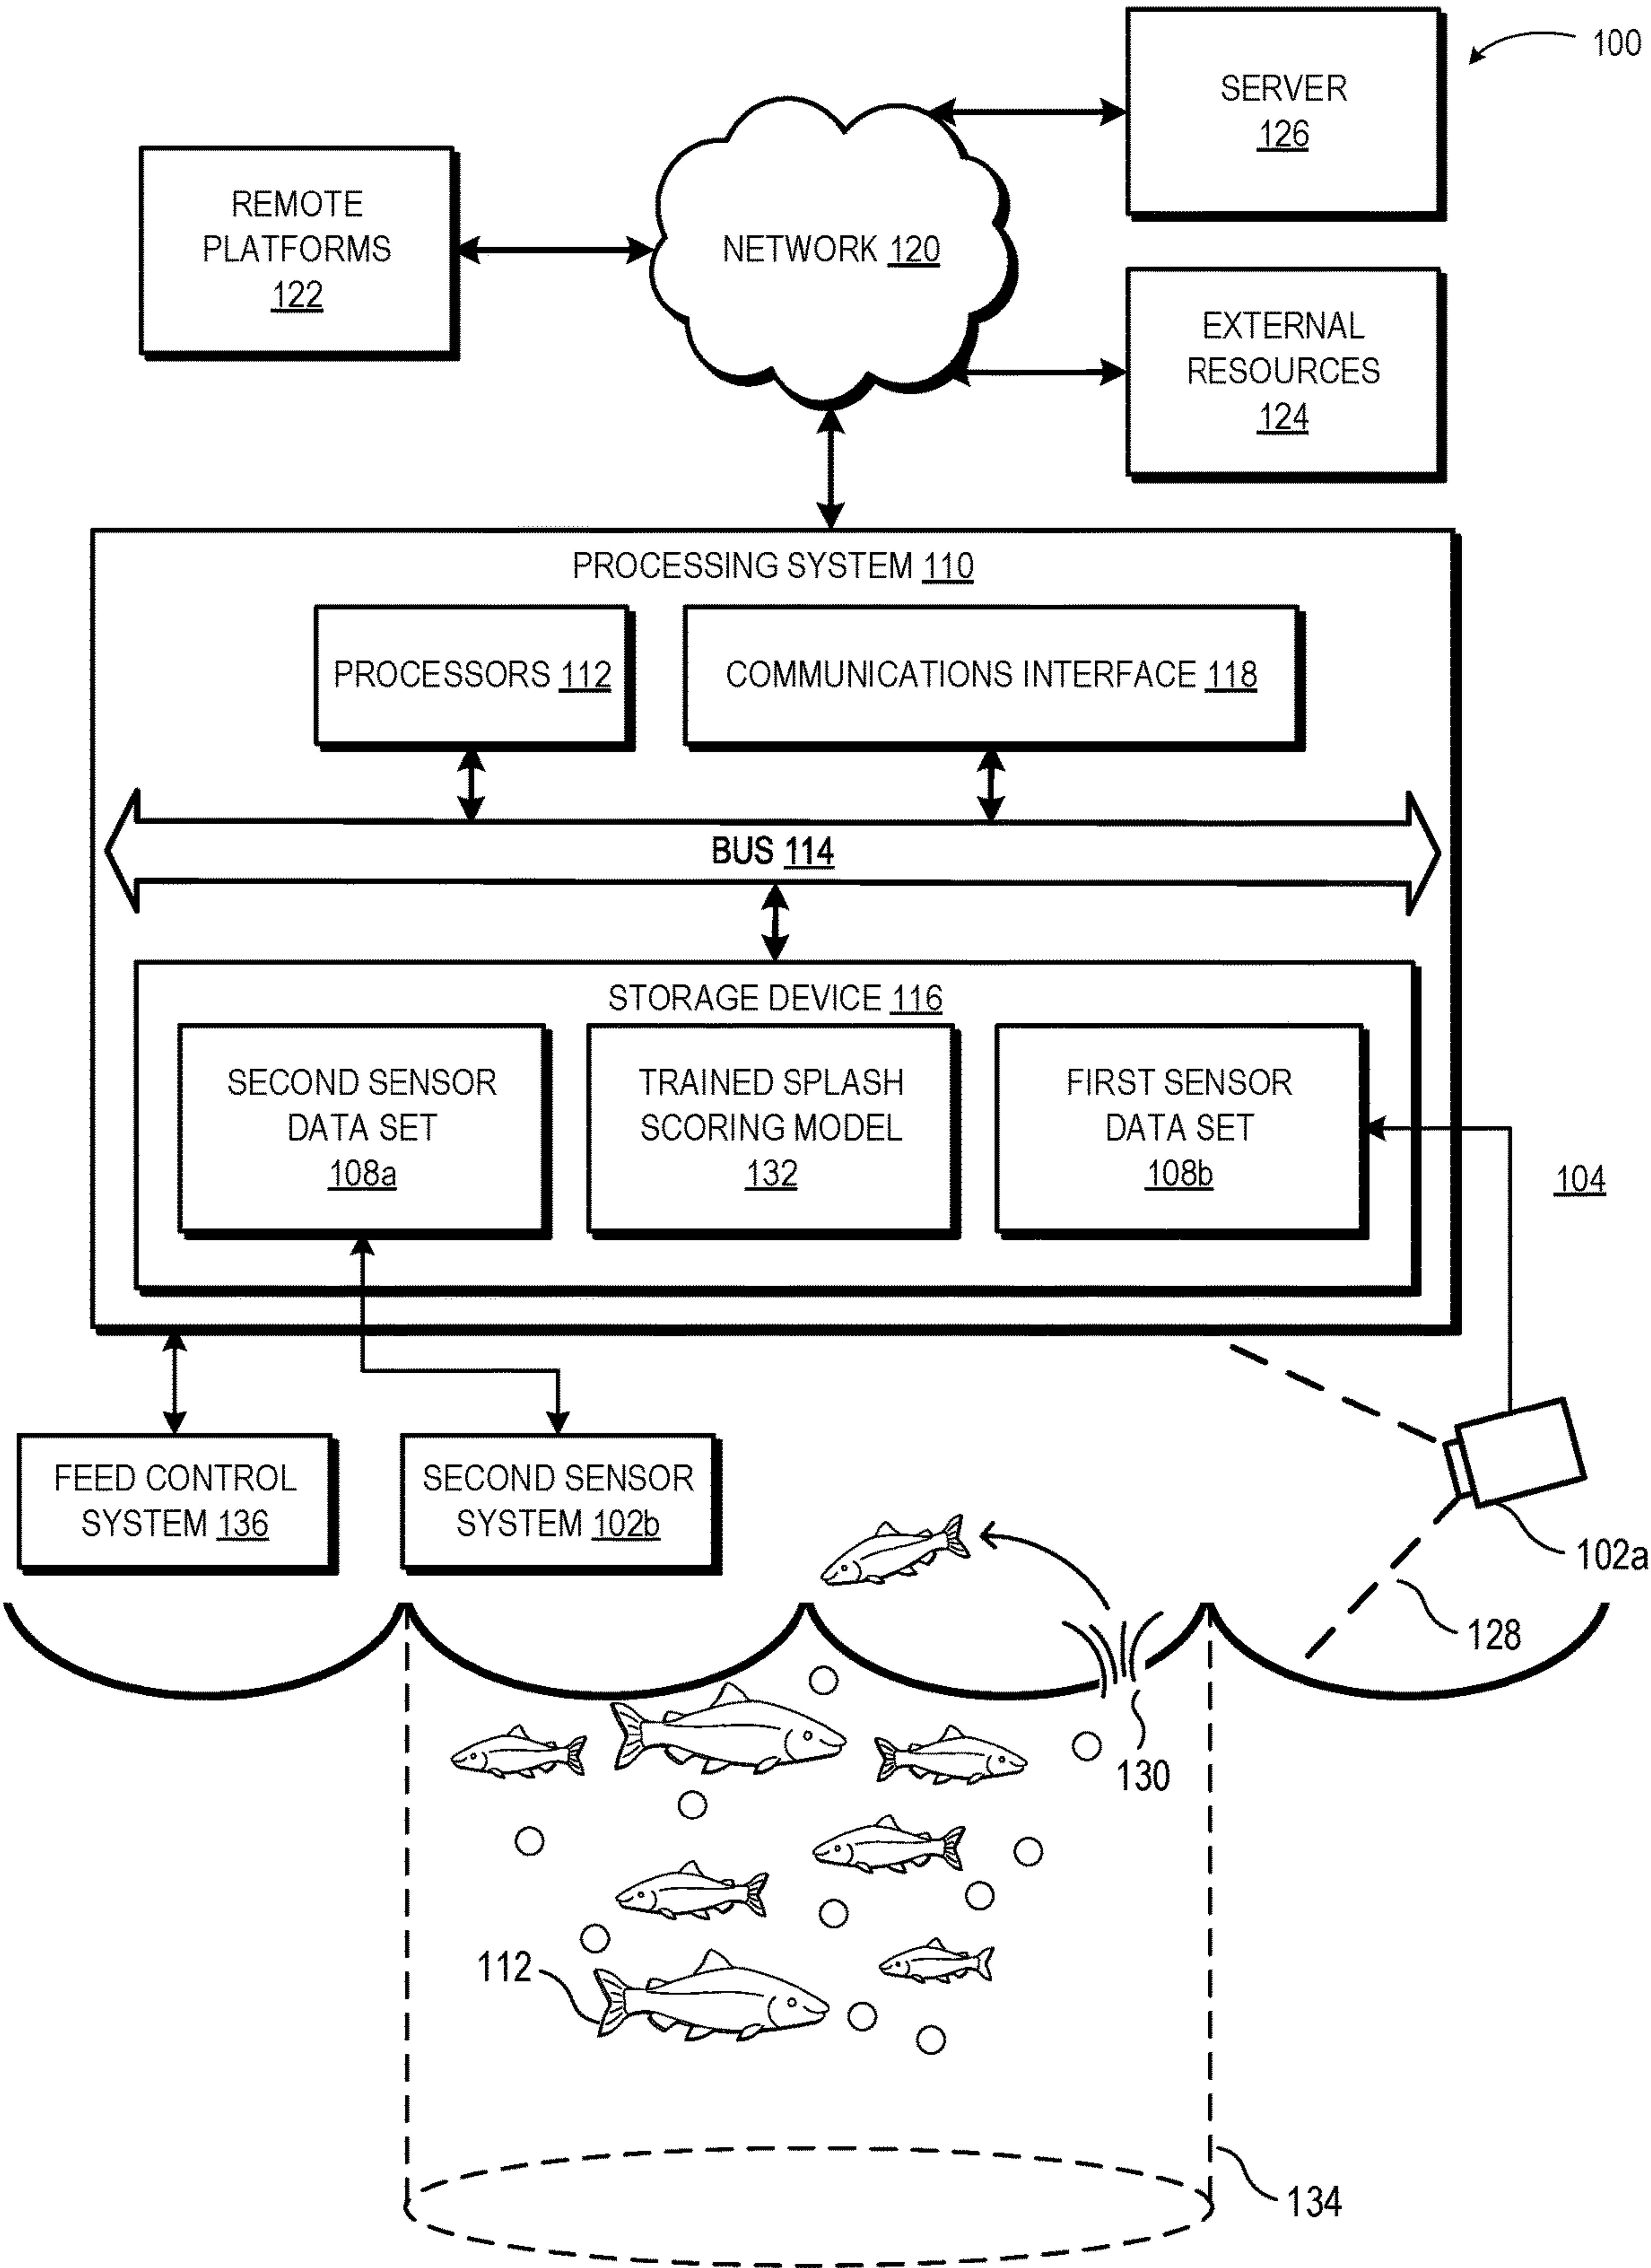 100
SERVER
126
REMOTE
PLATFORMS
122
NETWORK 120
EXTERNAL
RESOURCES
124
PROCESSING SYSTEM 110
PROCESSORS 112
COMMUNICATIONS INTERFACE 118
BUS 114
STORAGE DEVICE 116
SECOND SENSOR
DATA SET
108a
TRAINED SPLASH
SCORING MODEL
132
FIRST SENSOR
DATA SET
108b
104
FEED CONTROL
SYSTEM 136
SECOND SENSOR
SYSTEM 102b
102a
128
130
112
134